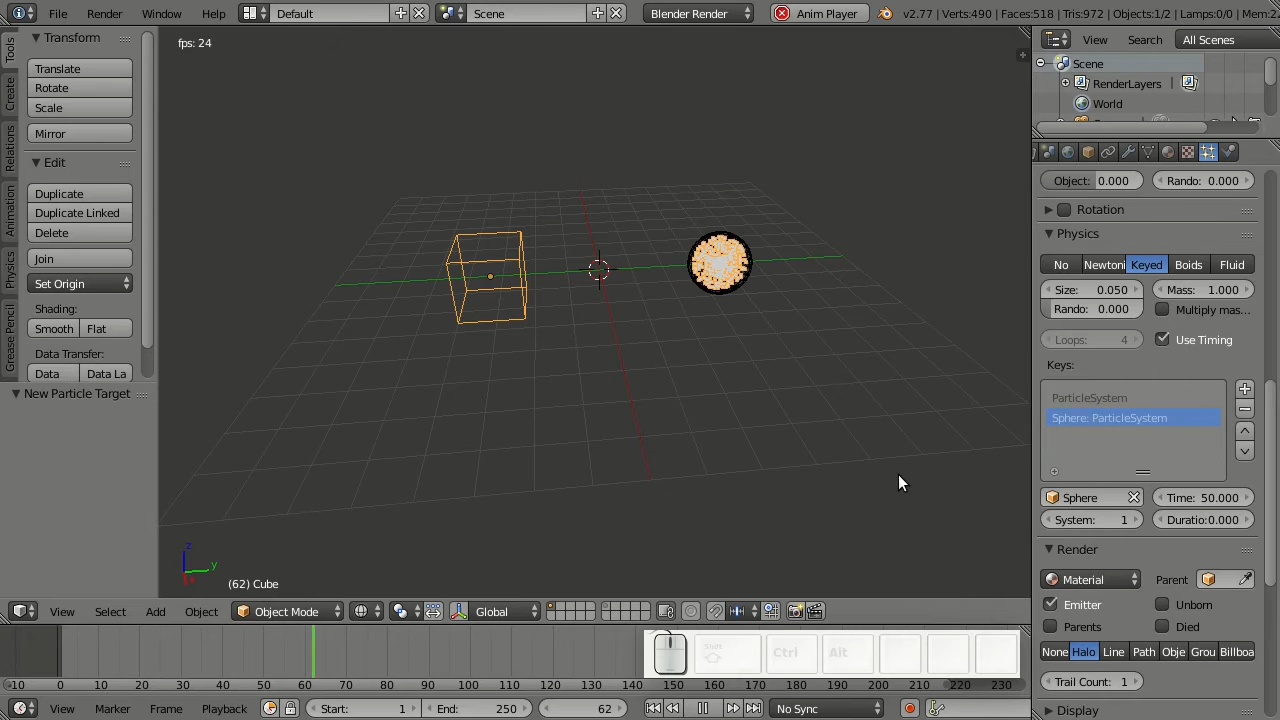 File Render Window Help Default Scene Blender Render Anim Player v2.77 | Verts:490 | Faces:518 | Tris:972 | Objects:1/2 | Lamps:0/0 | Mem:2
Tools
Create
Relations
Animation
Physics
Grease Pencil
Transform
Translate
Rotate
Scale
Mirror
Edit
Duplicate
Duplicate Linked
Delete
Join
Set Origin
Shading:
Smooth Flat
Data Transfer:
Data Data La
New Particle Target
fps: 24
z
y
(62) Cube
View Select Add Object Object Mode Global
-10 0 10 20 30 40 50 60 70 80 90 100 110 120 130 140 150 160 170 180 190 200 210 220 230
Shift Ctrl Alt
View Marker Frame Playback Start: 1 End: 250 62 No Sync
View Search All Scenes
Scene
RenderLayers
World
Object: 0.000 Rando: 0.000
Rotation
Physics
No Newtoni Keyed Boids Fluid
Size: 0.050 Mass: 1.000
Rando: 0.000 Multiply mas...
Loops: 4 Use Timing
Keys:
ParticleSystem
Sphere: ParticleSystem
Sphere Time: 50.000
System: 1 Duratio:0.000
Render
Material Parent
Emitter Unborn
Parents Died
None Halo Line Path Obje Grou Billboa
Trail Count: 1
Display